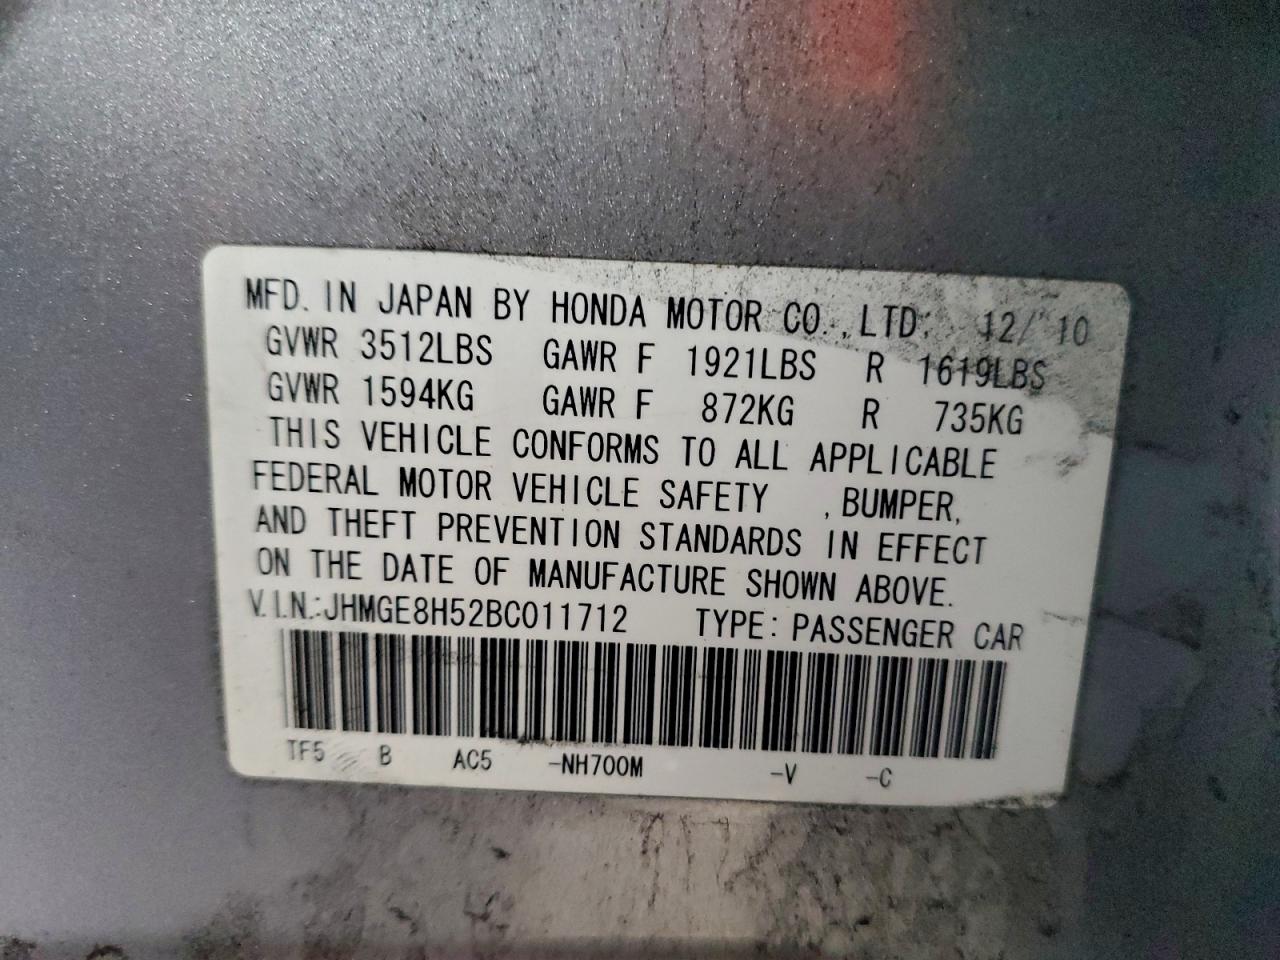 MFD. IN JAPAN BY HONDA MOTOR CO.,LTD. 12/10
GVWR 3512LBS GAWR F 1921LBS R 1619LBS
GVWR 1594KG GAWR F 872KG R 735KG
THIS VEHICLE CONFORMS TO ALL APPLICABLE
FEDERAL MOTOR VEHICLE SAFETY , BUMPER,
AND THEFT PREVENTION STANDARDS IN EFFECT
ON THE DATE OF MANUFACTURE SHOWN ABOVE.
V.I.N.:JHMGE8H52BC011712 TYPE: PASSENGER CAR
TF5 B AC5 -NH700M -V -C